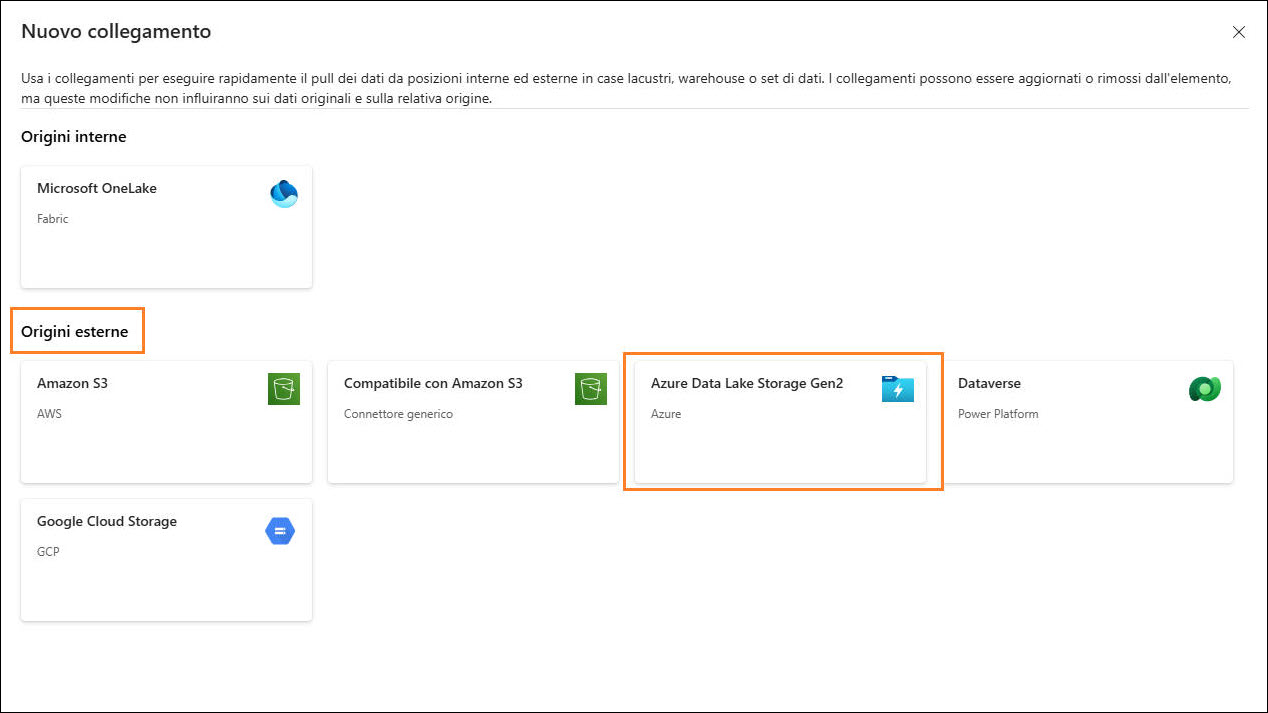 Nuovo collegamento
Usa i collegamenti per eseguire rapidamente il pull dei dati da posizioni interne ed esterne in case lacustri, warehouse o set di dati. I collegamenti possono essere aggiornati o rimossi dall'elemento,
ma queste modifiche non influiranno sui dati originali e sulla relativa origine.
Origini interne
Microsoft OneLake
Fabric
Origini esterne
Amazon S3
AWS
Compatibile con Amazon S3
Connettore generico
Azure Data Lake Storage Gen2
Azure
Dataverse
Power Platform
Google Cloud Storage
GCP